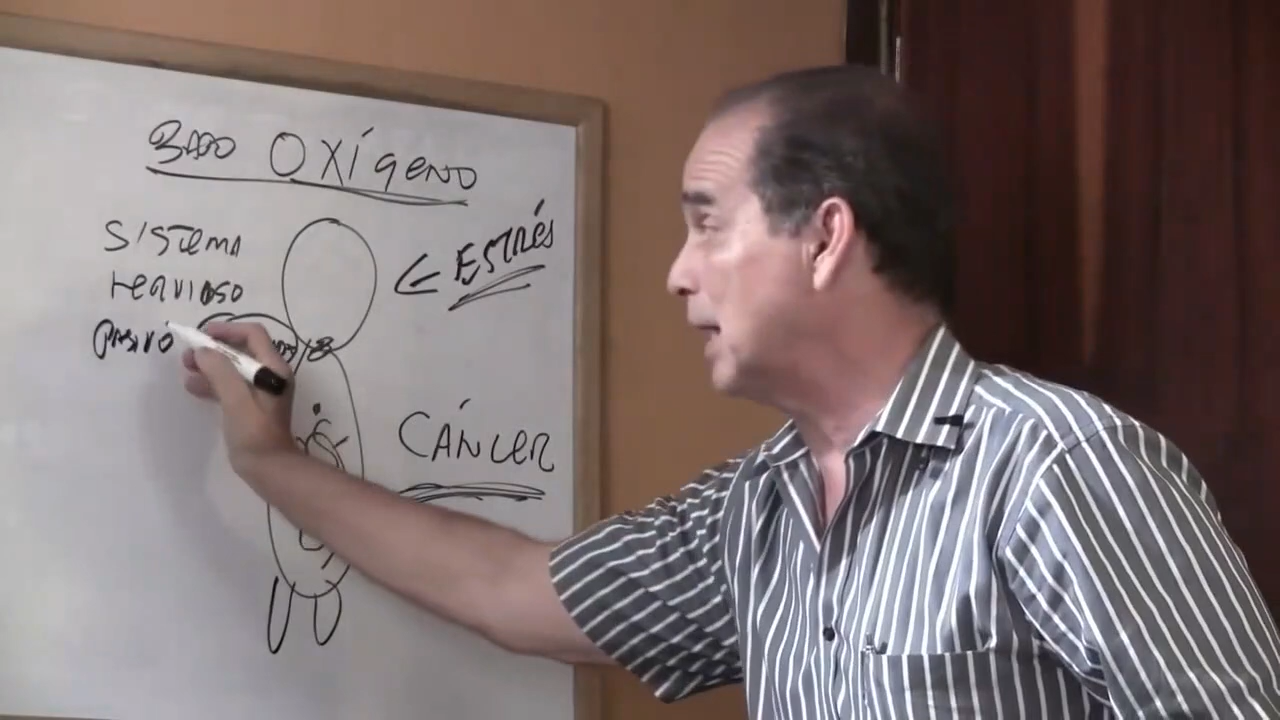 BAJO OXÍgENO
SISTEMA
NERVIOSO
PASIVO
← ESTRÉS
CÁNCER